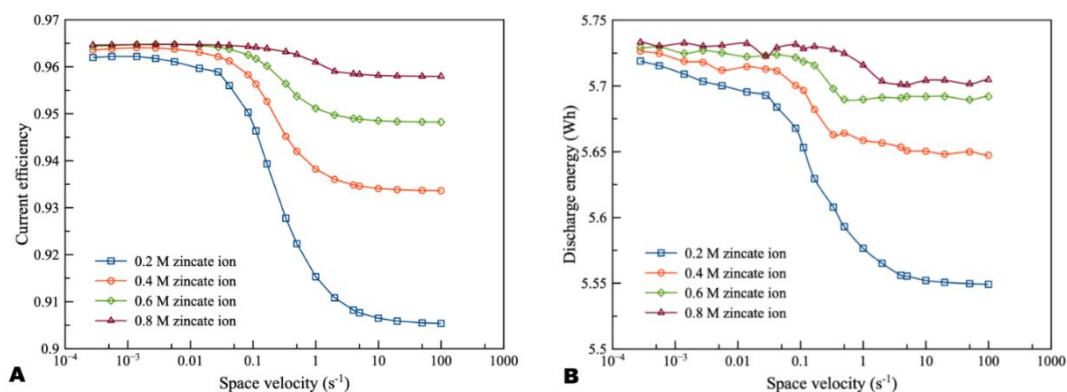 0.97
0.96
0.95
0.94
0.93
0.92
0.91
0.9
Current efficiency
0.2 M zincate ion
0.4 M zincate ion
0.6 M zincate ion
0.8 M zincate ion
10⁻⁴ 10⁻³ 0.01 0.1 1 10 100 1000
Space velocity (s⁻¹)
A
5.75
5.7
5.65
5.6
5.55
5.5
Discharge energy (Wh)
0.2 M zincate ion
0.4 M zincate ion
0.6 M zincate ion
0.8 M zincate ion
10⁻⁴ 10⁻³ 0.01 0.1 1 10 100 1000
Space velocity (s⁻¹)
B